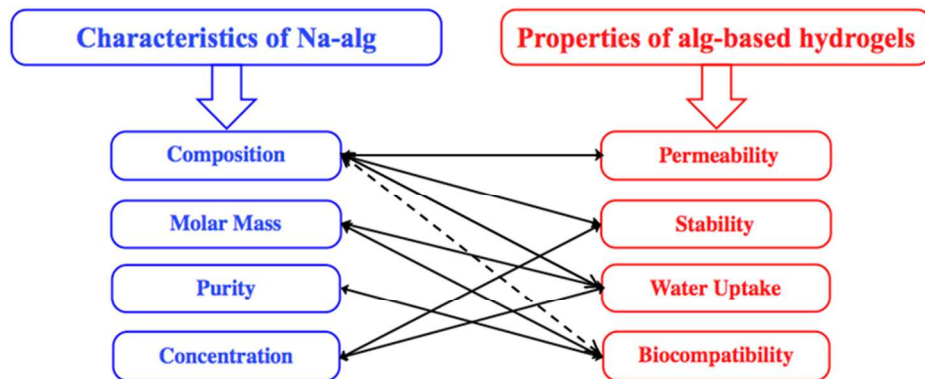 Characteristics of Na-alg
Properties of alg-based hydrogels
Composition
Permeability
Molar Mass
Stability
Purity
Water Uptake
Concentration
Biocompatibility